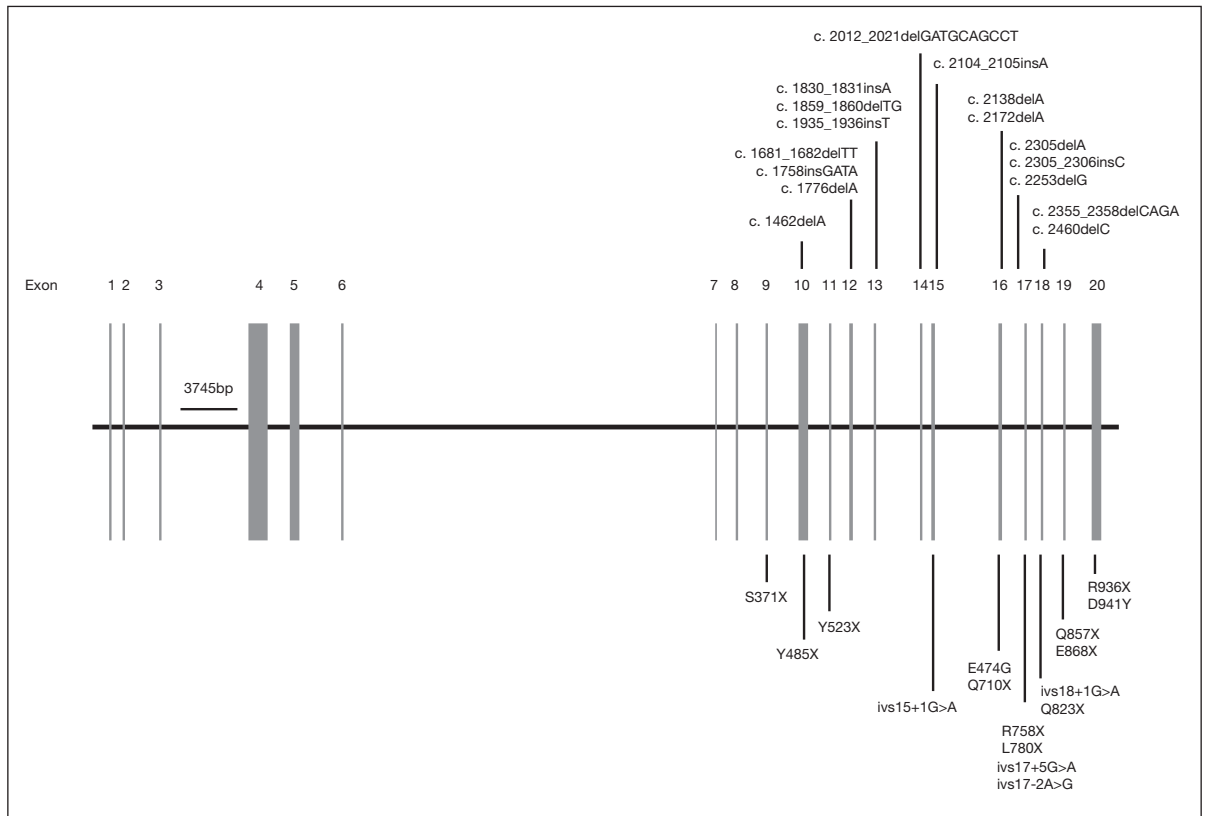 c. 2012_2021delGATGCAGCCT
c. 2104_2105insA
c. 1830_1831insA
c. 1859_1860delTG
c. 1935_1936insT
c. 2138delA
c. 2172delA
c. 1681_1682delTT
c. 1758insGATA
c. 1776delA
c. 2305delA
c. 2305_2306insC
c. 2253delG
c. 1462delA
c. 2355_2358delCAGA
c. 2460delC
Exon 1 2 3 4 5 6 7 8 9 10 11 12 13 14 15 16 17 18 19 20
3745bp
S371X
Y485X
Y523X
ivs15+1G>A
E474G
Q710X
R758X
L780X
ivs17+5G>A
ivs17-2A>G
ivs18+1G>A
Q823X
Q857X
E868X
R936X
D941Y